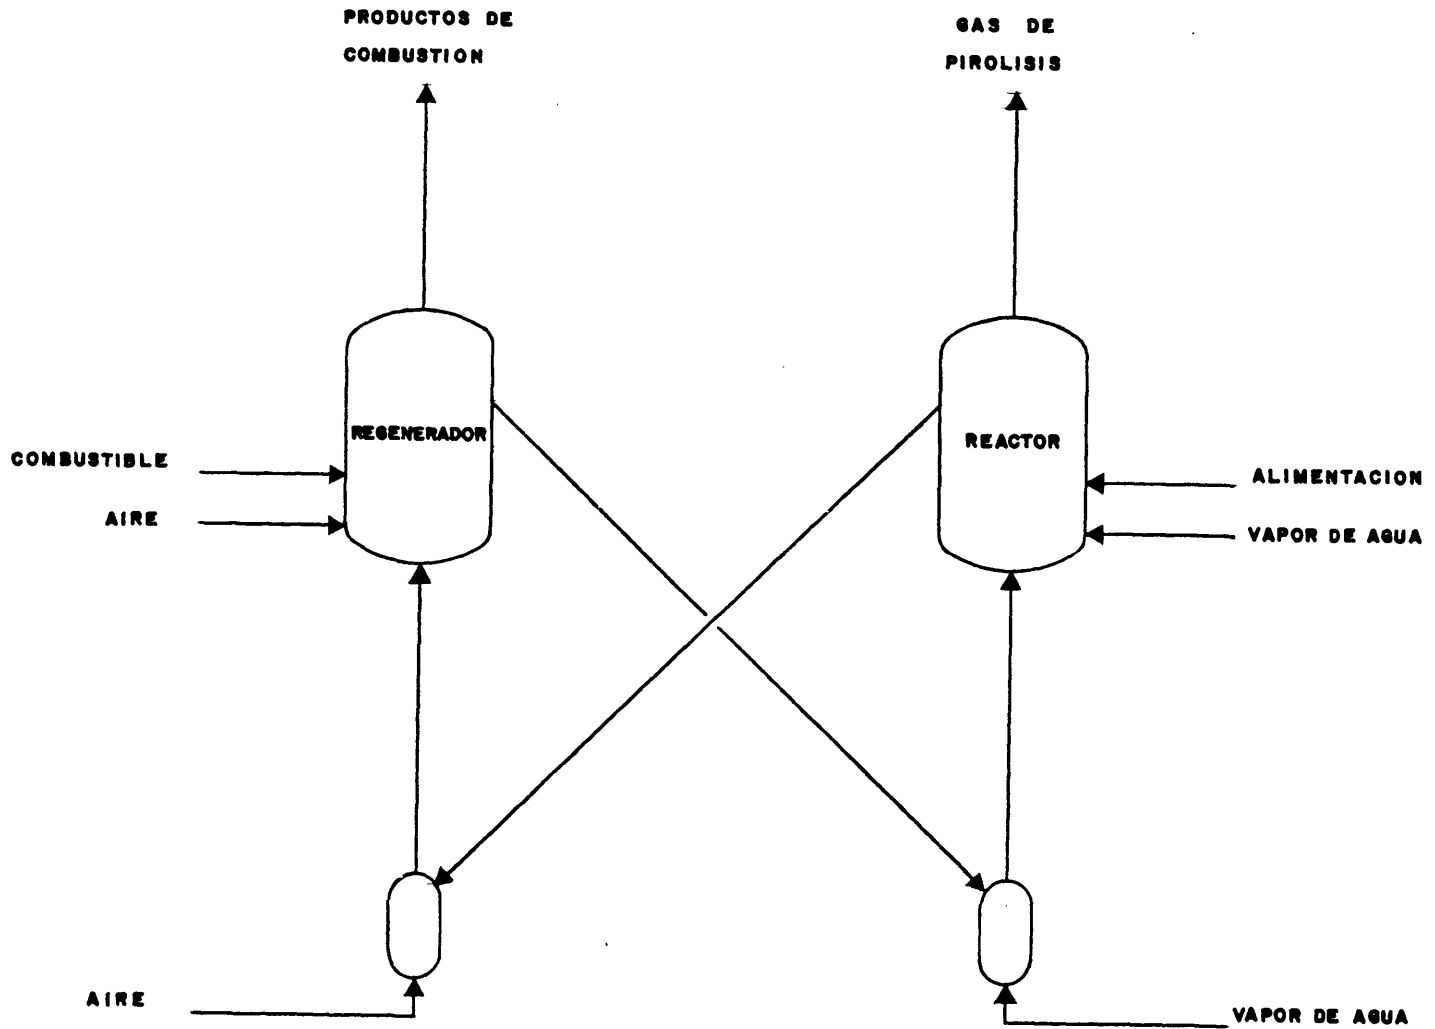 PRODUCTOS DE
COMBUSTION
GAS DE
PIROLISIS
REGENERADOR
REACTOR
COMBUSTIBLE
AIRE
ALIMENTACION
VAPOR DE AGUA
AIRE
VAPOR DE AGUA